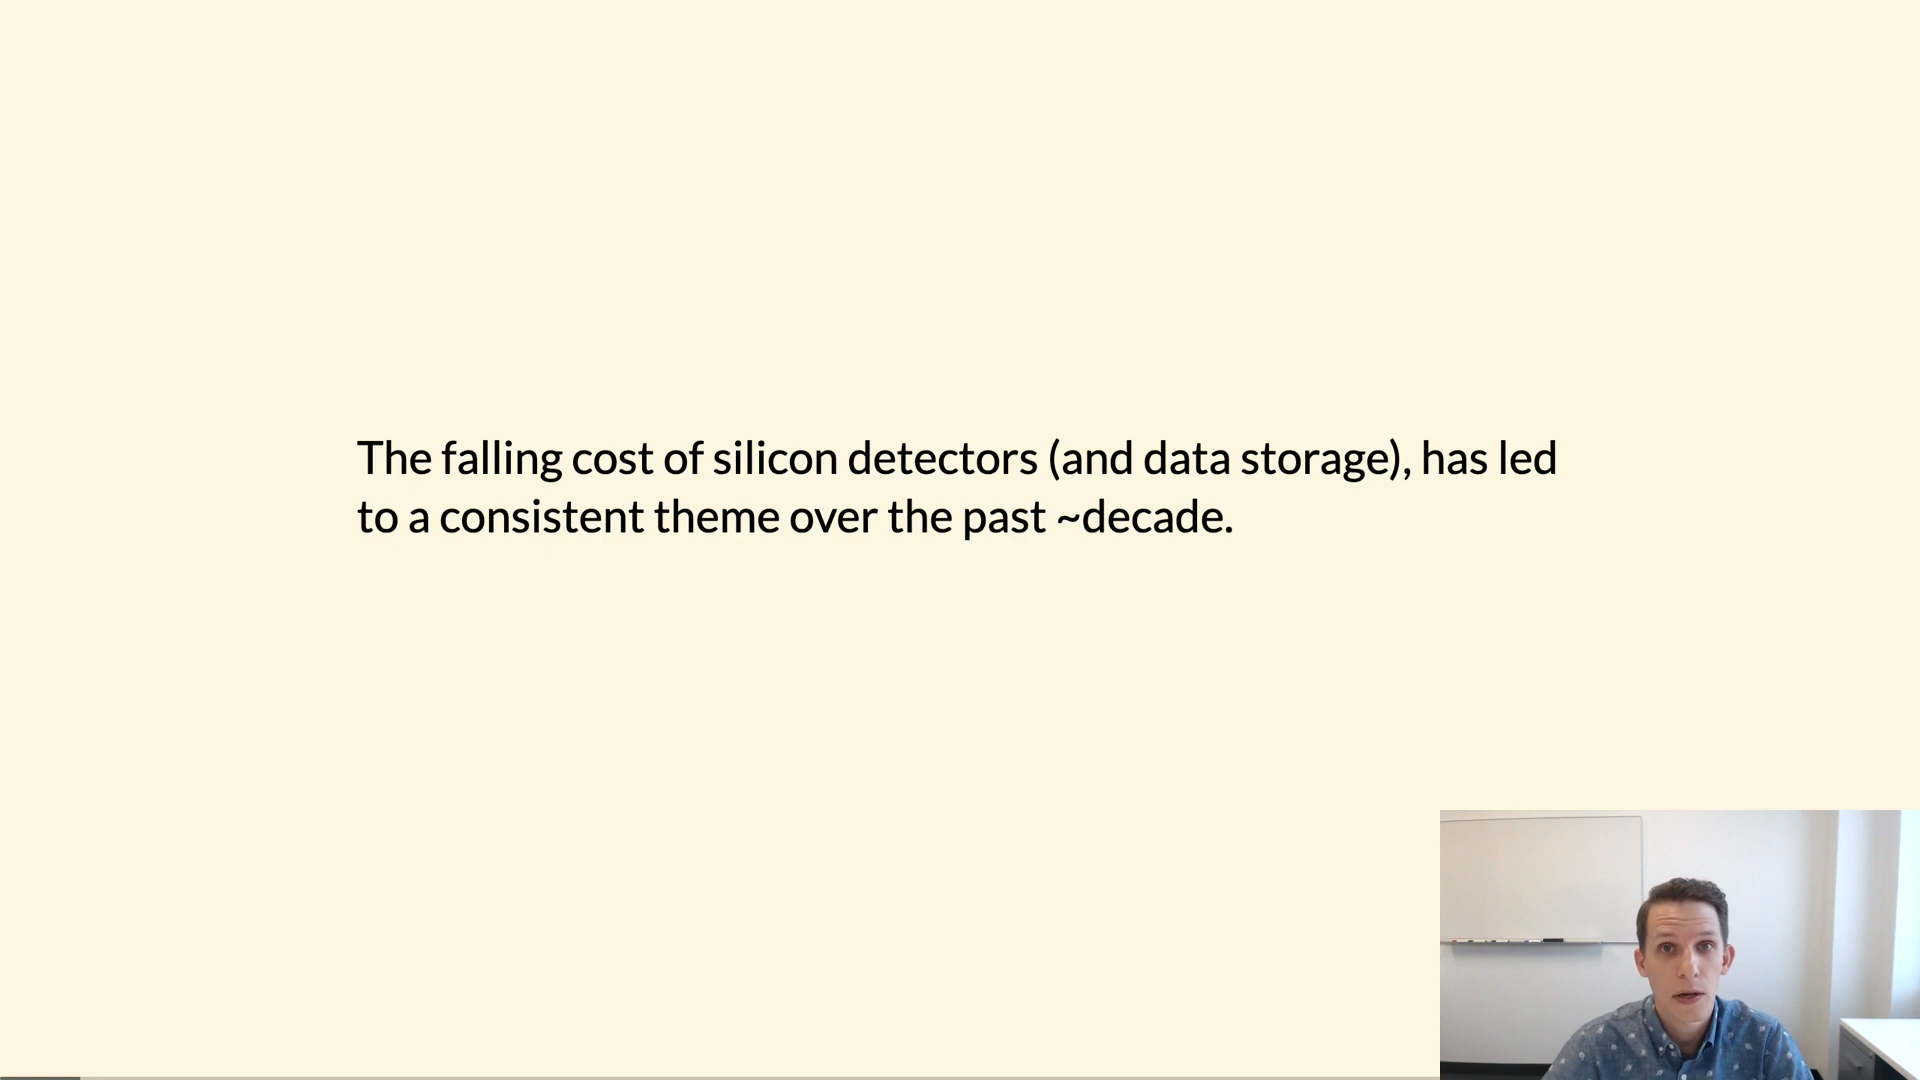 The falling cost of silicon detectors (and data storage), has led
to a consistent theme over the past ~decade.